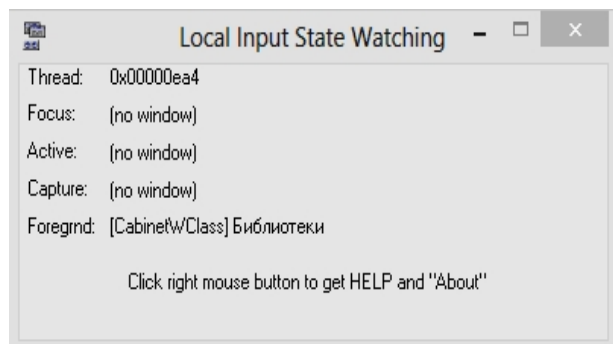 Local Input State Watching
Thread: 0x00000ea4
Focus: (no window)
Active: (no window)
Capture: (no window)
Foregrnd: [CabinetWClass] Библиотеки
Click right mouse button to get HELP and "About"